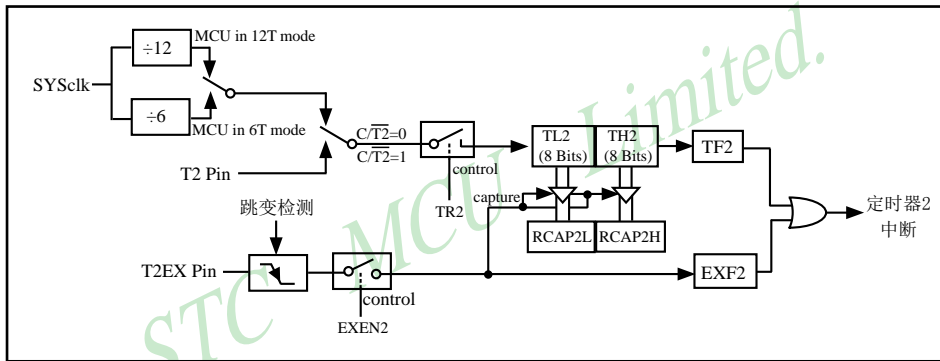 ÷12
MCU in 12T mode
SYSclk
÷6
MCU in 6T mode
C/T2=0
C/T2=1
T2 Pin
control
TR2
TL2
(8 Bits)
TH2
(8 Bits)
TF2
capture
RCAP2L
RCAP2H
定时器2
中断
跳变检测
T2EX Pin
control
EXEN2
EXF2
STC MCU Limited.